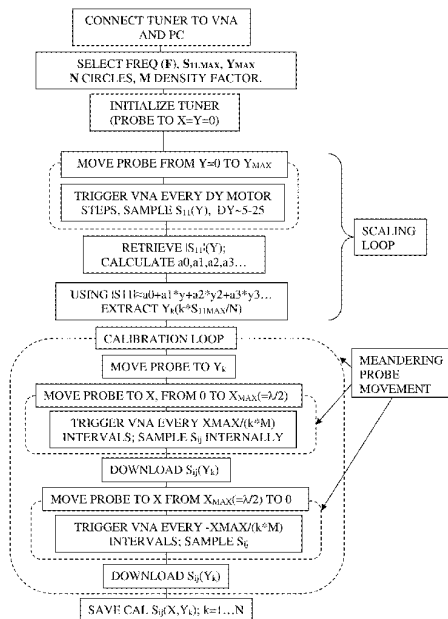 CONNECT TUNER TO VNA
AND PC
SELECT FREQ (F), S11.MAX, YMAX
N CIRCLES, M DENSITY FACTOR.
INITIALIZE TUNER
(PROBE TO X=Y=0)
MOVE PROBE FROM Y=0 TO YMAX
TRIGGER VNA EVERY DY MOTOR
STEPS, SAMPLE S11(Y), DY~5-25
RETRIEVE |S11|(Y);
CALCULATE a0,a1,a2,a3...
USING |S11|=a0+a1*y+a2*y2+a3*y3...
EXTRACT Yk(k*S11MAX/N)
SCALING
LOOP
CALIBRATION LOOP
MOVE PROBE TO Yk
MOVE PROBE TO X, FROM 0 TO XMAX(=λ/2)
TRIGGER VNA EVERY XMAX/(k*M)
INTERVALS; SAMPLE Sij INTERNALLY
DOWNLOAD Sij(Yk)
MOVE PROBE TO X FROM XMAX(=λ/2) TO 0
TRIGGER VNA EVERY -XMAX/(k*M)
INTERVALS; SAMPLE Sij
DOWNLOAD Sij(Yk)
MEANDERING
PROBE
MOVEMENT
SAVE CAL Sij(X,Yk); k=1...N